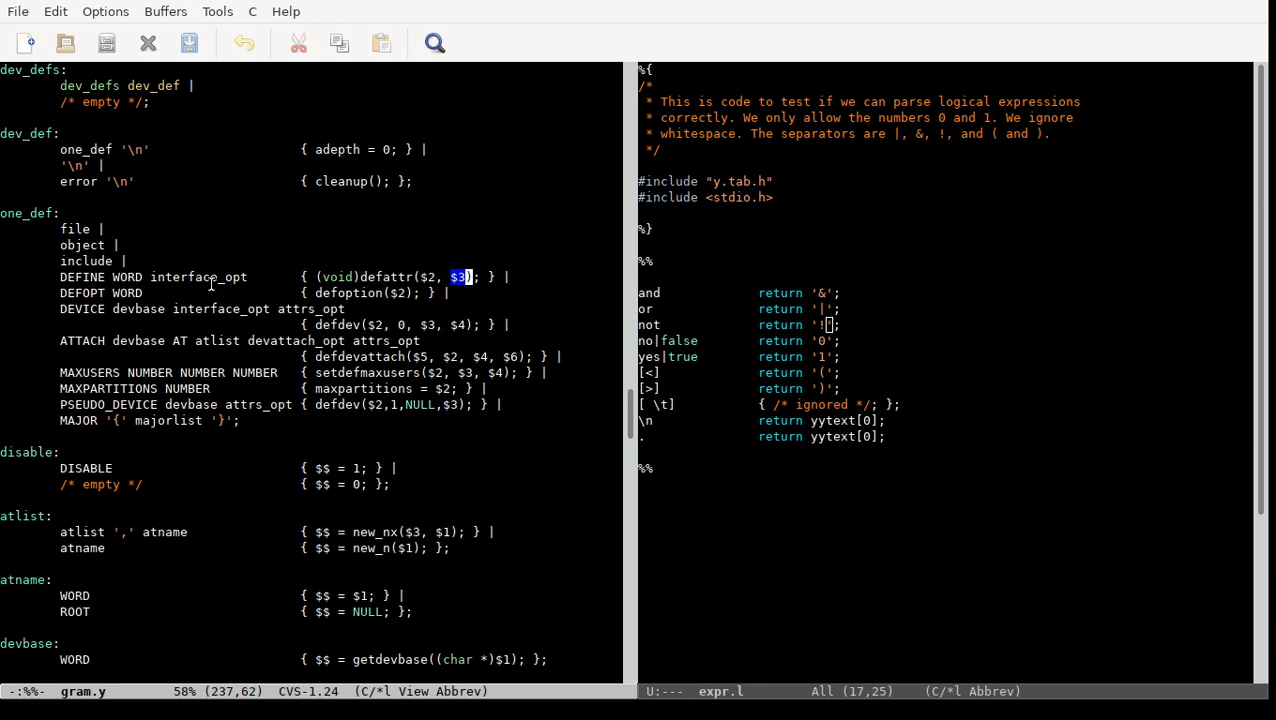 File Edit Options Buffers Tools C Help
dev_defs:
dev_defs dev_def |
/* empty */;
dev_def:
one_def '\n' { adepth = 0; } |
'\n' |
error '\n' { cleanup(); };
one_def:
file |
object |
include |
DEFINE WORD interface_opt { (void)defattr($2, $3); } |
DEFOPT WORD { defoption($2); } |
DEVICE devbase interface_opt attrs_opt
{ defdev($2, 0, $3, $4); } |
ATTACH devbase AT atlist devattach_opt attrs_opt
{ defdevattach($5, $2, $4, $6); } |
MAXUSERS NUMBER NUMBER NUMBER { setdefmaxusers($2, $3, $4); } |
MAXPARTITIONS NUMBER { maxpartitions = $2; } |
PSEUDO_DEVICE devbase attrs_opt { defdev($2,1,NULL,$3); } |
MAJOR '{' majorlist '}';
disable:
DISABLE { $$ = 1; } |
/* empty */ { $$ = 0; };
atlist:
atlist ',' atname { $$ = new_nx($3, $1); } |
atname { $$ = new_n($1); };
atname:
WORD { $$ = $1; } |
ROOT { $$ = NULL; };
devbase:
WORD { $$ = getdevbase((char *)$1); };
-:%%- gram.y 58% (237,62) CVS-1.24 (C/*l View Abbrev)
%{
/*
* This is code to test if we can parse logical expressions
* correctly. We only allow the numbers 0 and 1. We ignore
* whitespace. The separators are |, &, !, and ( and ).
*/
#include "y.tab.h"
#include <stdio.h>
%}
%%
and return '&';
or return '|';
not return '!';
no|false return '0';
yes|true return '1';
[<] return '(';
[>] return ')';
[ \t] { /* ignored */; };
\n return yytext[0];
. return yytext[0];
%%
U:--- expr.l All (17,25) (C/*l Abbrev)